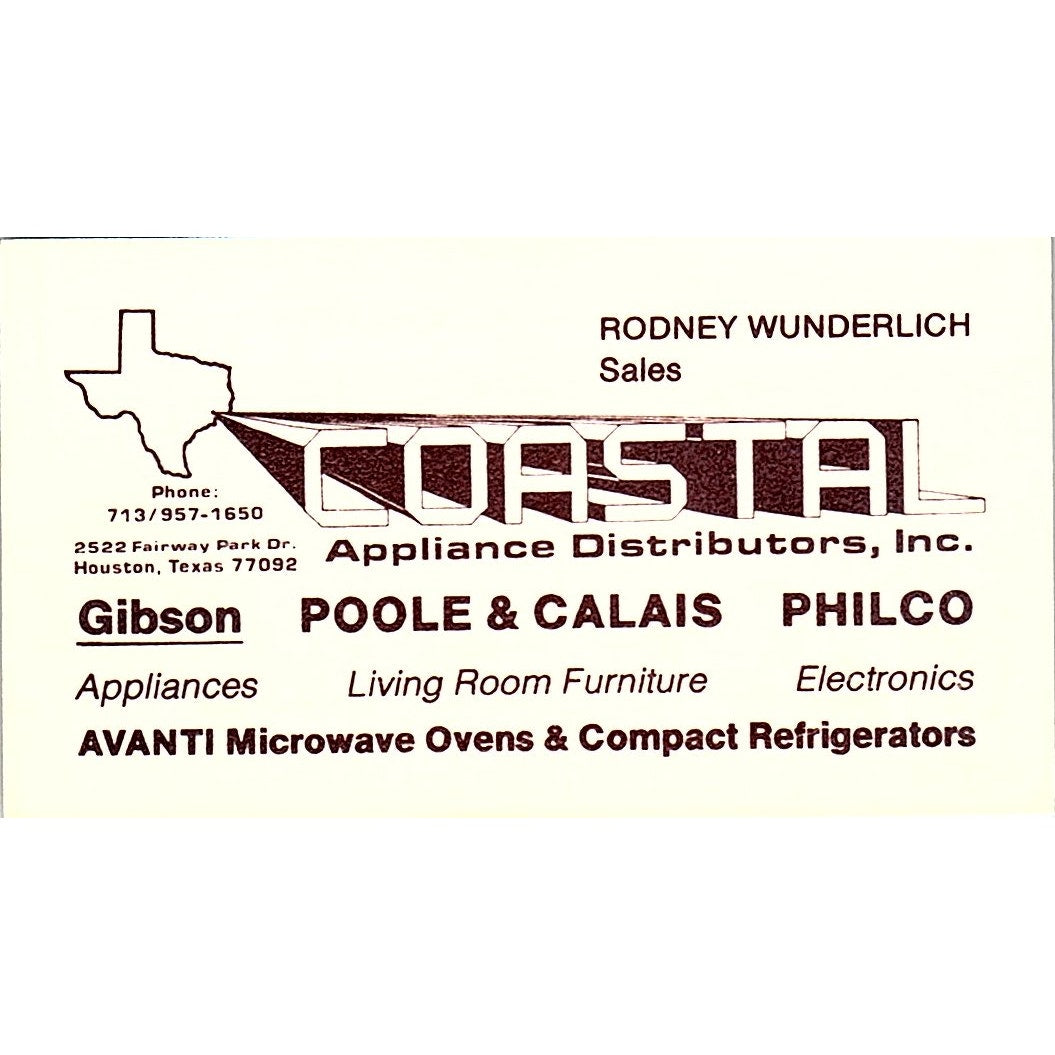 RODNEY WUNDERLICH
Sales
COASTAL
Appliance Distributors, Inc.
Phone:
713/957-1650
2522 Fairway Park Dr.
Houston, Texas 77092
Gibson POOLE & CALAIS PHILCO
Appliances Living Room Furniture Electronics
AVANTI Microwave Ovens & Compact Refrigerators